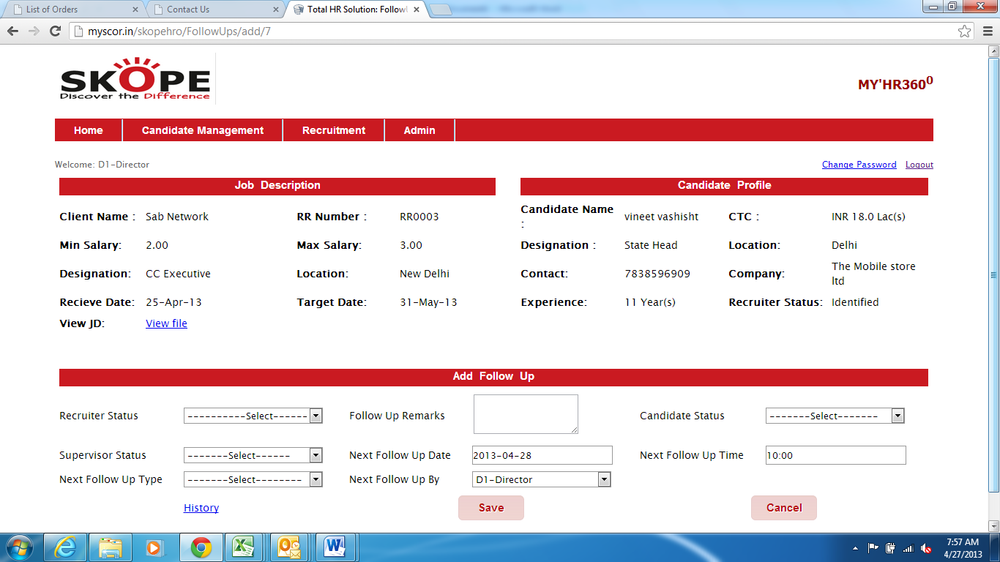 List of Orders
Contact Us
Total HR Solution: Follow
myscor.in/skopehro/FollowUps/add/7
SKOPE
Discover the Difference
MY'HR360⁰
Home Candidate Management Recruitment Admin
Welcome: D1-Director
Change Password Logout
Job Description
Client Name : Sab Network RR Number : RR0003
Min Salary: 2.00 Max Salary: 3.00
Designation: CC Executive Location: New Delhi
Recieve Date: 25-Apr-13 Target Date: 31-May-13
View JD: View file
Candidate Profile
Candidate Name
: vineet vashisht CTC : INR 18.0 Lac(s)
Designation : State Head Location: Delhi
Contact: 7838596909 Company: The Mobile store
ltd
Experience: 11 Year(s) Recruiter Status: Identified
Add Follow Up
Recruiter Status ----------Select------ Follow Up Remarks Candidate Status -------Select-------
Supervisor Status -------Select------ Next Follow Up Date 2013-04-28 Next Follow Up Time 10:00
Next Follow Up Type -------Select-------- Next Follow Up By D1-Director
History Save Cancel
7:57 AM
4/27/2013